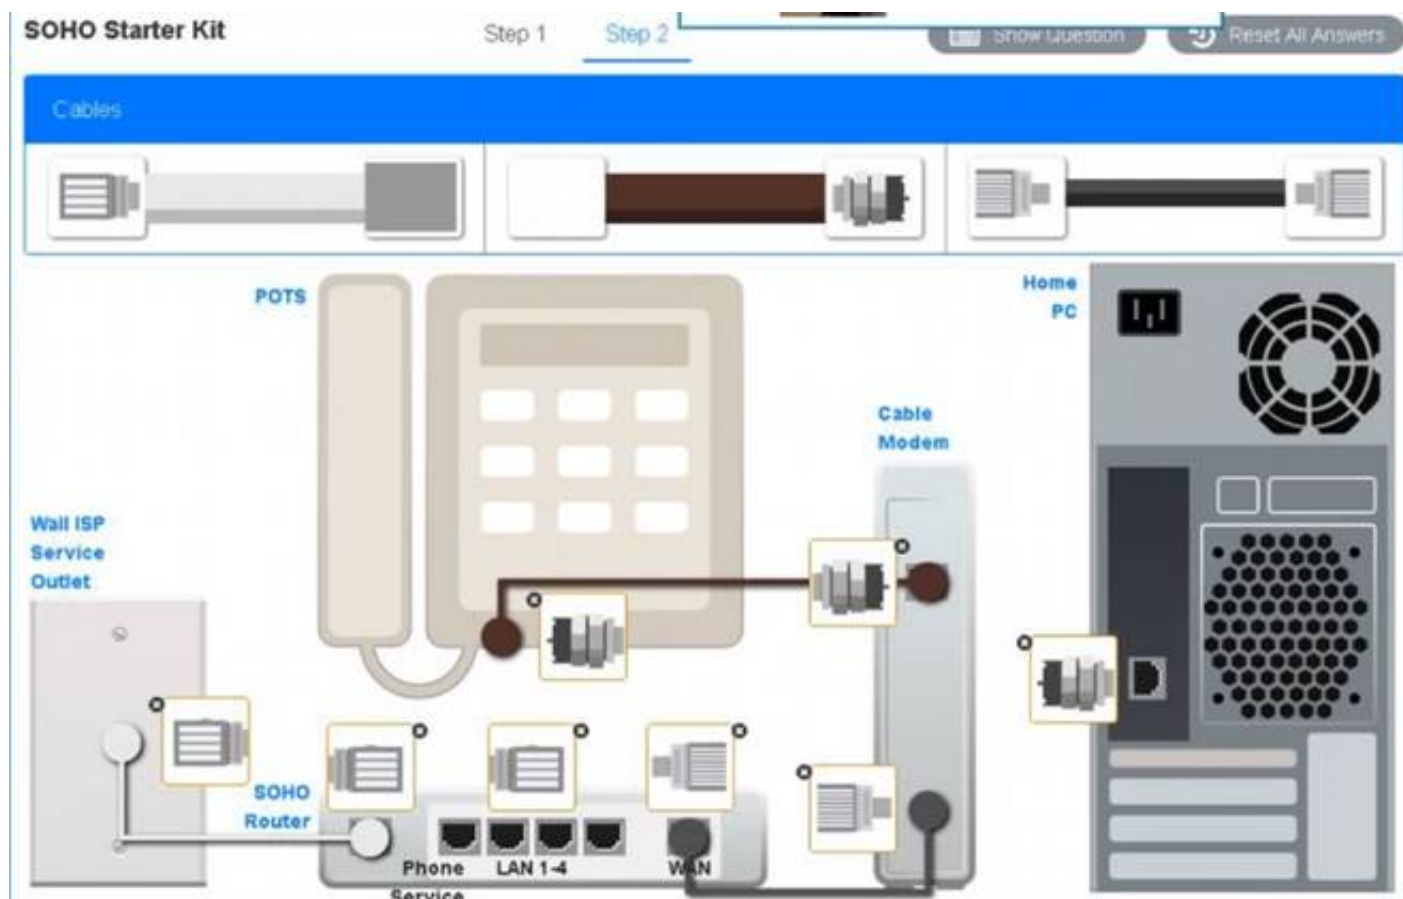 SOHO Starter Kit
Step 1
Step 2
Show Question
Reset All Answers
Cables
POTS
Home
PC
Cable
Modem
Wall ISP
Service
Outlet
SOHO
Router
Phone
Service
LAN 1-4
WAN